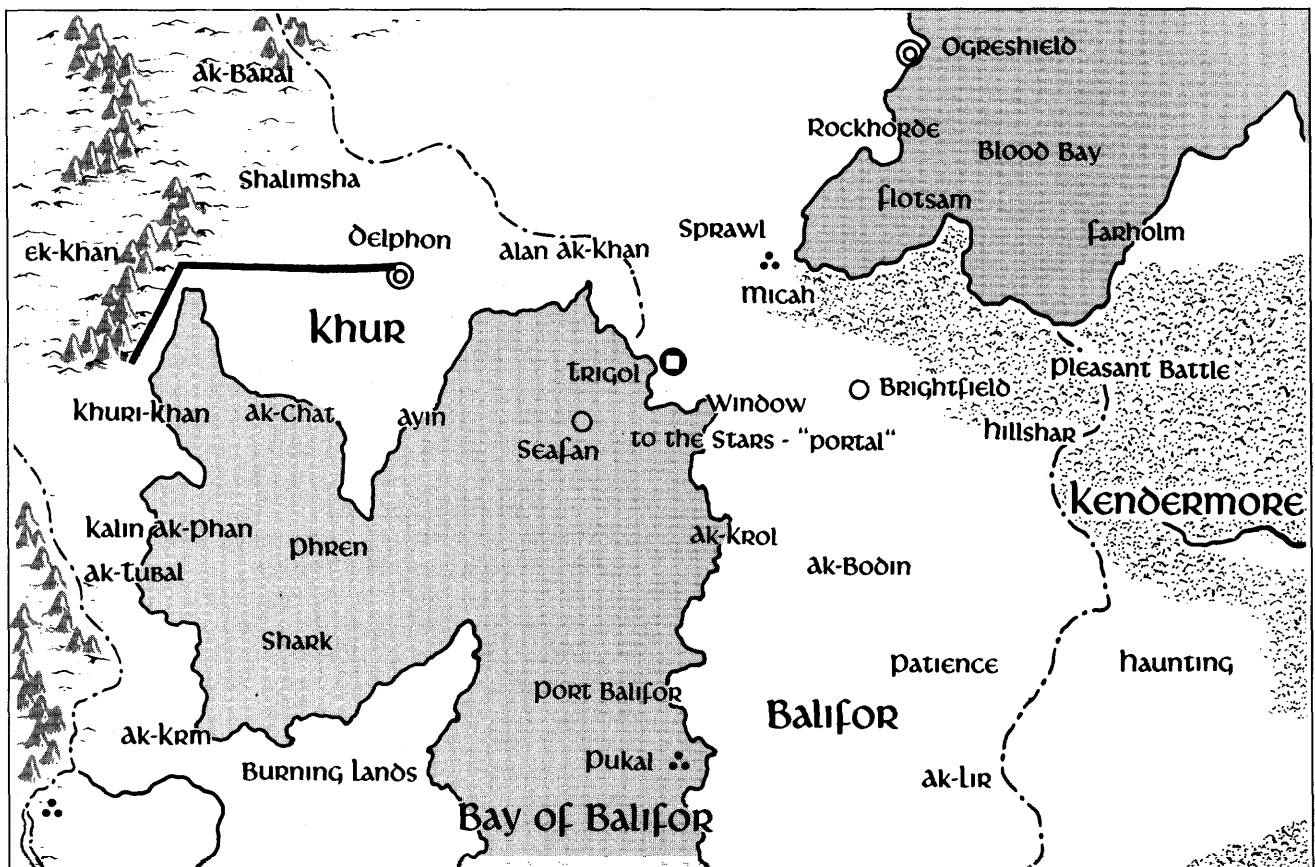 Ogreshield
ak-Baral
Rockhorde
Blood Bay
Shalimsha
Flotsam
Sprawl
Farholm
Delphon
ek-khan
alan ak-khan
Micah
Khur
Trigol
Pleasant Battle
Brightfield
Window
to the Stars - "portal"
khuri-khan
ak-Chat
ayin
Hillshar
Seafan
Kendermore
kalin ak-phan
phren
ak-krol
ak-tubal
ak-Bodin
Shark
Patience
Haunting
Port Balifor
Balifor
ak-krm
Pukal
Burning Lands
ak-Lir
Bay of Balifor